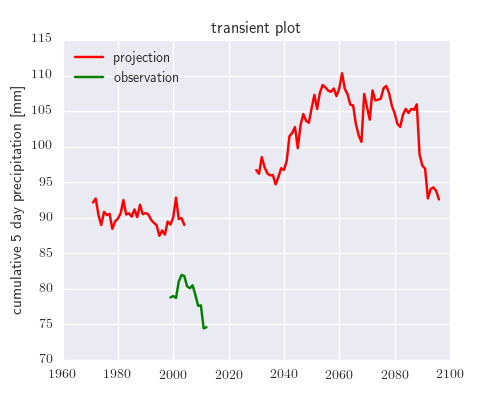 transient plot
115
110
105
100
95
90
85
80
75
70
cumulative 5 day precipitation [mm]
projection
observation
1960 1980 2000 2020 2040 2060 2080 2100